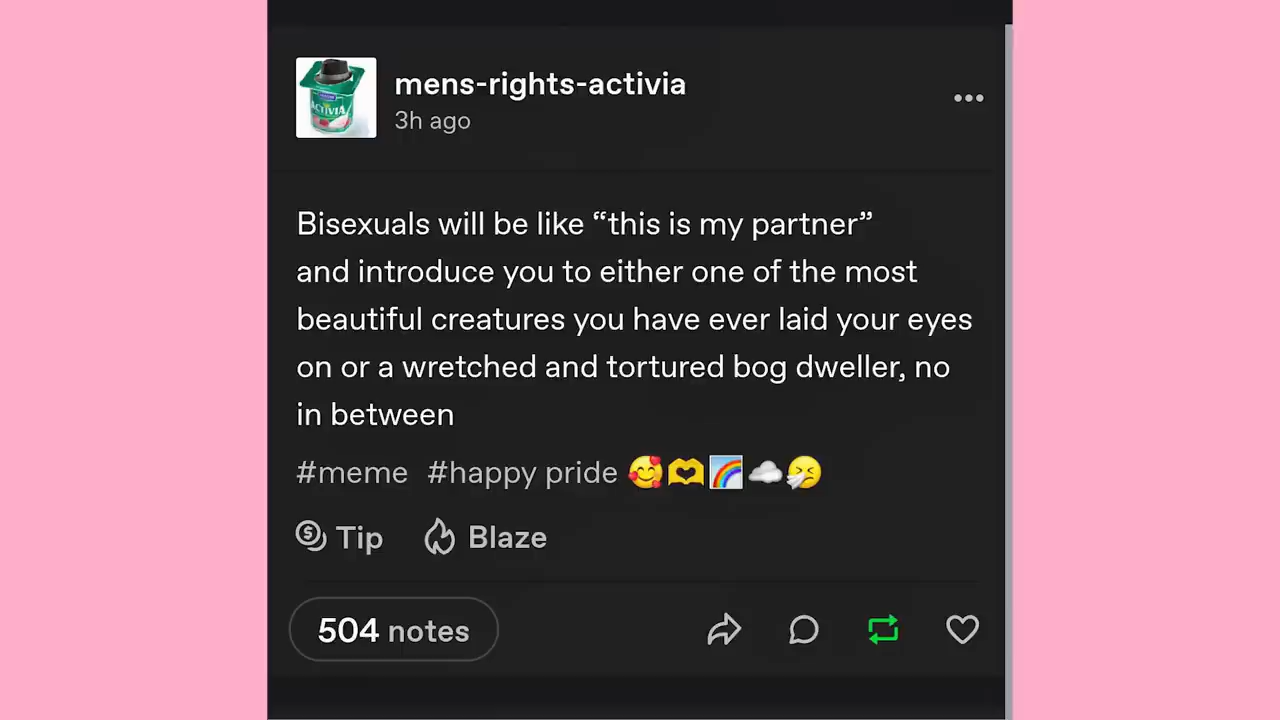 ACTIVIA
mens-rights-activia
3h ago
Bisexuals will be like “this is my partner”
and introduce you to either one of the most
beautiful creatures you have ever laid your eyes
on or a wretched and tortured bog dweller, no
in between
#meme #happy pride 🥰🫶🌈☁️🤧
Tip Blaze
504 notes